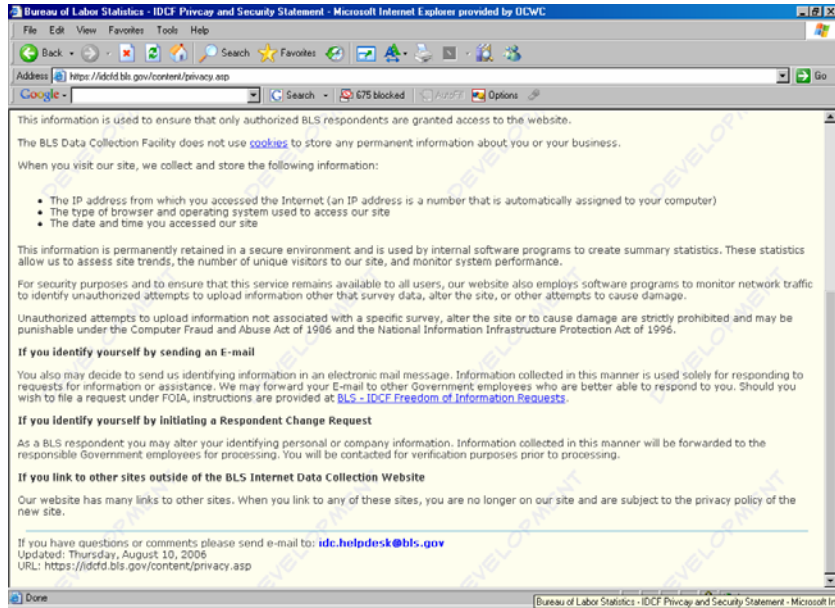 Bureau of Labor Statistics - IDCF Privcay and Security Statement - Microsoft Internet Explorer provided by OCWC
File Edit View Favorites Tools Help
Back Search Favorites
Address https://idcfd.bls.gov/content/privacy.asp Go
Google Search 675 blocked AutoFill Options
This information is used to ensure that only authorized BLS respondents are granted access to the website.
The BLS Data Collection Facility does not use cookies to store any permanent information about you or your business.
When you visit our site, we collect and store the following information:
• The IP address from which you accessed the Internet (an IP address is a number that is automatically assigned to your computer)
• The type of browser and operating system used to access our site
• The date and time you accessed our site
This information is permanently retained in a secure environment and is used by internal software programs to create summary statistics. These statistics
allow us to assess site trends, the number of unique visitors to our site, and monitor system performance.
For security purposes and to ensure that this service remains available to all users, our website also employs software programs to monitor network traffic
to identify unauthorized attempts to upload information other that survey data, alter the site, or other attempts to cause damage.
Unauthorized attempts to upload information not associated with a specific survey, alter the site or to cause damage are strictly prohibited and may be
punishable under the Computer Fraud and Abuse Act of 1986 and the National Information Infrastructure Protection Act of 1996.
If you identify yourself by sending an E-mail
You also may decide to send us identifying information in an electronic mail message. Information collected in this manner is used solely for responding to
requests for information or assistance. We may forward your E-mail to other Government employees who are better able to respond to you. Should you
wish to file a request under FOIA, instructions are provided at BLS - IDCF Freedom of Information Requests.
If you identify yourself by initiating a Respondent Change Request
As a BLS respondent you may alter your identifying personal or company information. Information collected in this manner will be forwarded to the
responsible Government employees for processing. You will be contacted for verification purposes prior to processing.
If you link to other sites outside of the BLS Internet Data Collection Website
Our website has many links to other sites. When you link to any of these sites, you are no longer on our site and are subject to the privacy policy of the
new site.
If you have questions or comments please send e-mail to: idc.helpdesk@bls.gov
Updated: Thursday, August 10, 2006
URL: https://idcfd.bls.gov/content/privacy.asp
DEVELOPMENT
Done
Bureau of Labor Statistics - IDCF Privcay and Security Statement - Microsoft In